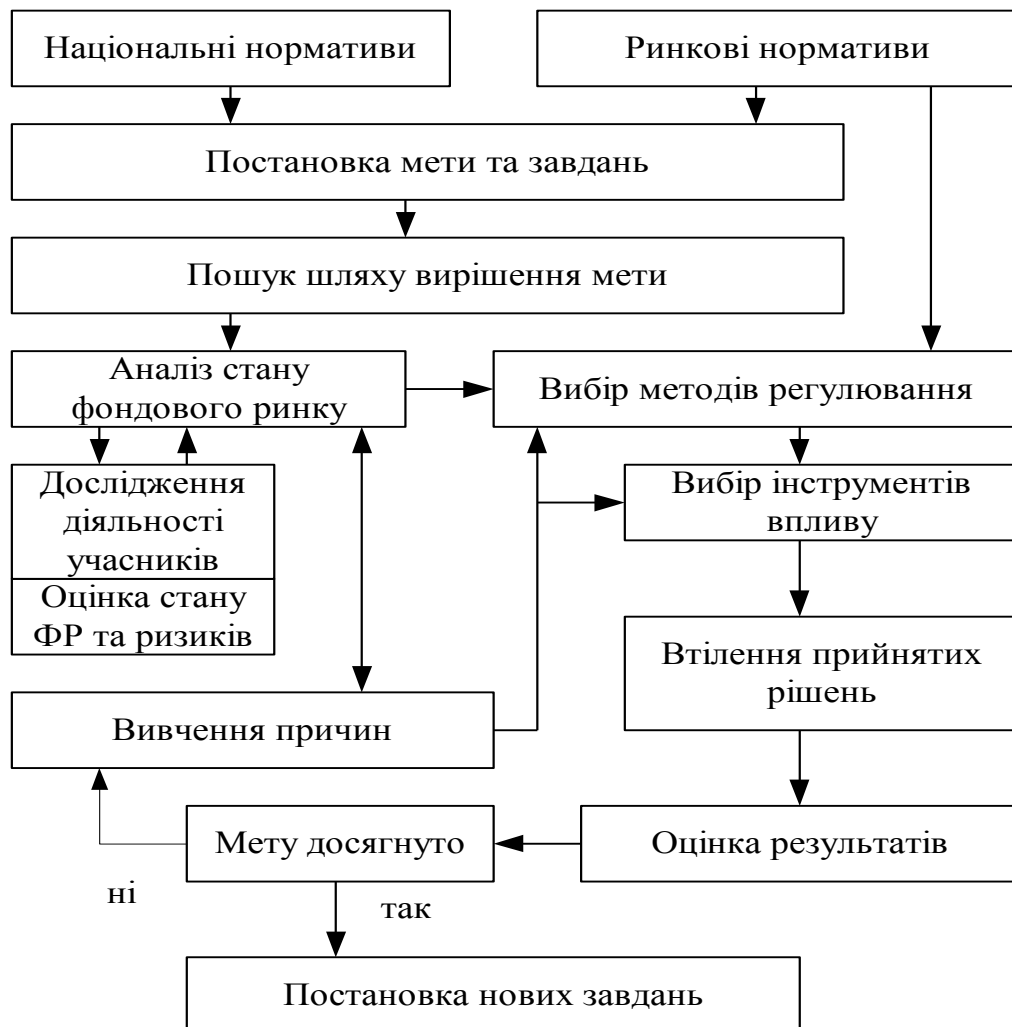 Національні нормативи
Ринкові нормативи
Постановка мети та завдань
Пошук шляху вирішення мети
Аналіз стану
фондового ринку
Вибір методів регулювання
Дослідження
діяльності
учасників
Вибір інструментів
впливу
Оцінка стану
ФР та ризиків
Втілення прийнятих
рішень
Вивчення причин
Мету досягнуто
Оцінка результатів
ні
так
Постановка нових завдань